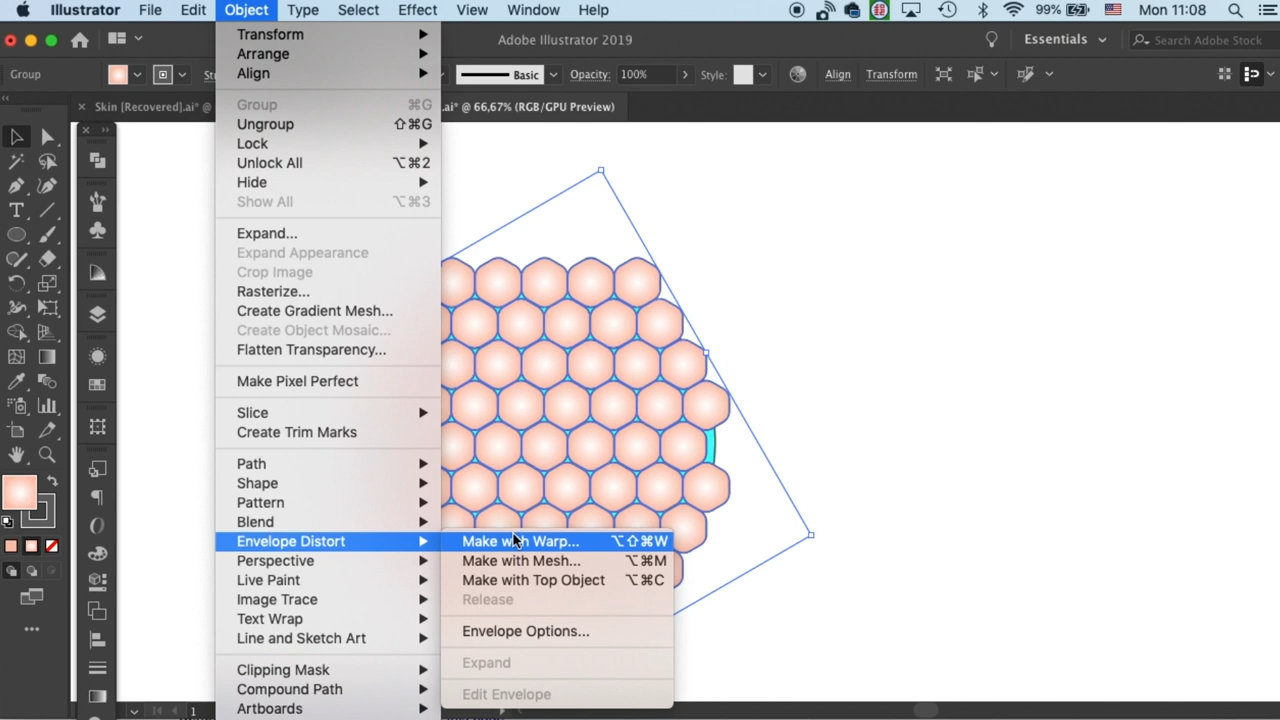 Illustrator File Edit Object Type Select Effect View Window Help 99% Mon 11:08
Adobe Illustrator 2019 Essentials Search Adobe Stock
Group Basic Opacity: 100% Style: Align Transform
Skin [Recovered].ai* @ .ai* @ 66,67% (RGB/GPU Preview)
Transform
Arrange
Align
Group ⌘G
Ungroup ⇧⌘G
Lock
Unlock All ⌥⌘2
Hide
Show All ⌥⌘3
Expand...
Expand Appearance
Crop Image
Rasterize...
Create Gradient Mesh...
Create Object Mosaic...
Flatten Transparency...
Make Pixel Perfect
Slice
Create Trim Marks
Path
Shape
Pattern
Blend
Envelope Distort
Perspective
Live Paint
Image Trace
Text Wrap
Line and Sketch Art
Clipping Mask
Compound Path
Artboards
Make with Warp... ⌥⇧⌘W
Make with Mesh... ⌥⌘M
Make with Top Object ⌥⌘C
Release
Envelope Options...
Expand
Edit Envelope
1